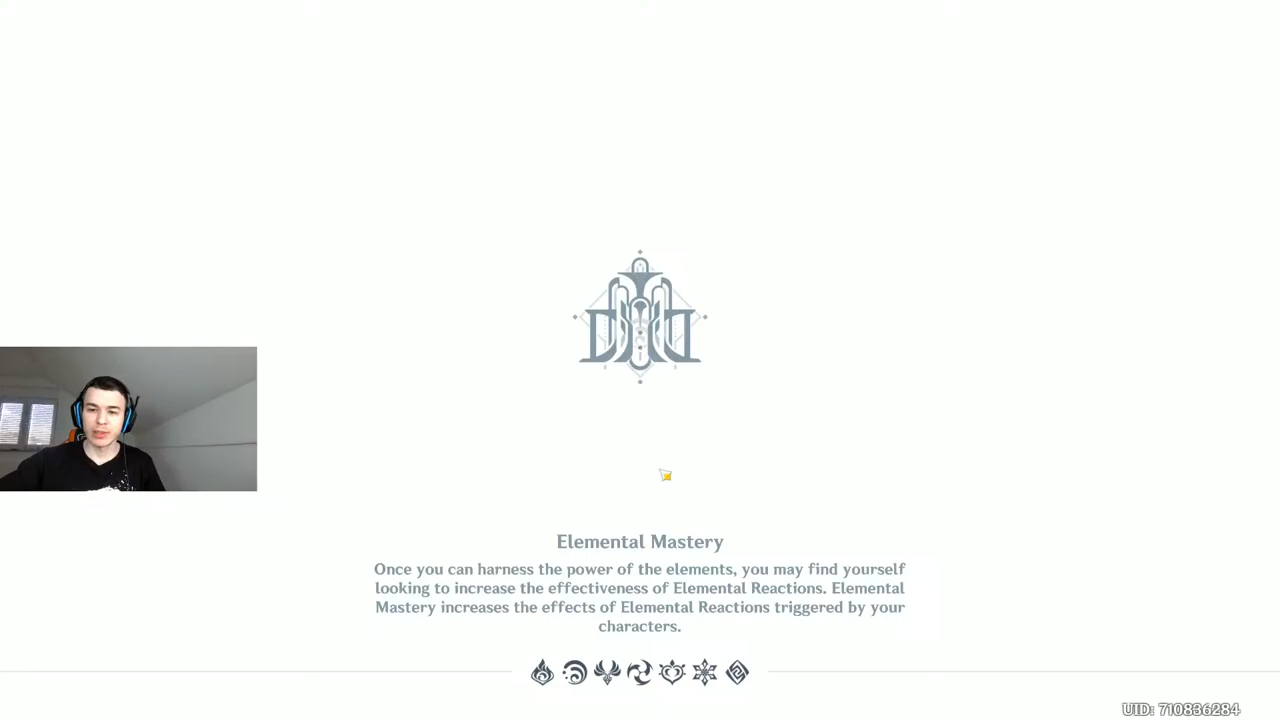 Elemental Mastery
Once you can harness the power of the elements, you may find yourself
looking to increase the effectiveness of Elemental Reactions. Elemental
Mastery increases the effects of Elemental Reactions triggered by your
characters.
UID: 710836284